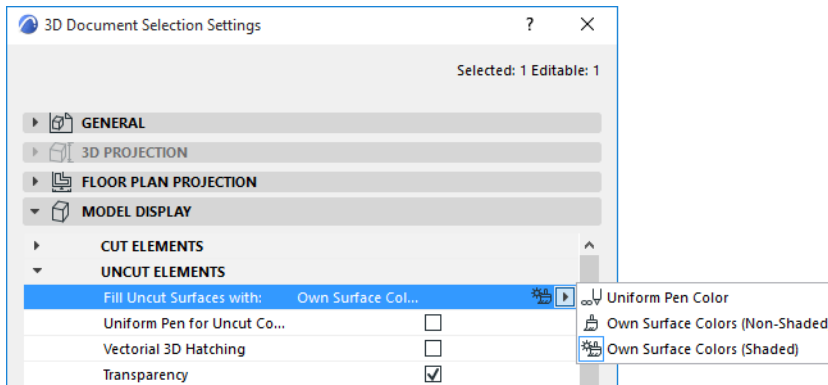 3D Document Selection Settings ?
Selected: 1 Editable: 1
GENERAL
3D PROJECTION
FLOOR PLAN PROJECTION
MODEL DISPLAY
CUT ELEMENTS
UNCUT ELEMENTS
Fill Uncut Surfaces with: Own Surface Col...
Uniform Pen Color
Uniform Pen for Uncut Co...
Own Surface Colors (Non-Shaded
Vectorial 3D Hatching
Own Surface Colors (Shaded)
Transparency